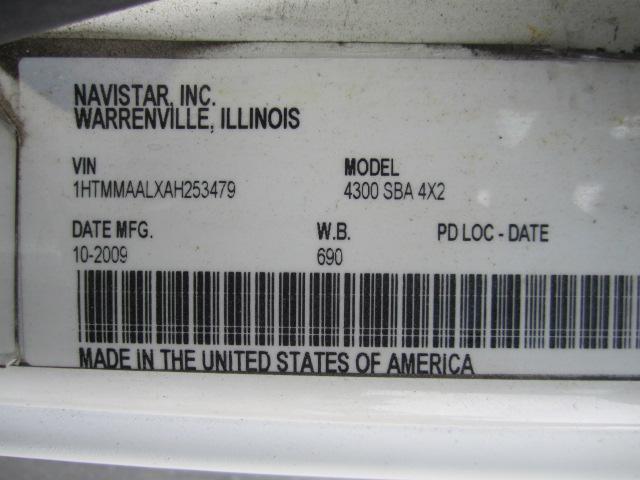 NAVISTAR, INC.
WARRENVILLE, ILLINOIS
VIN MODEL
1HTMMAALXAH253479 4300 SBA 4X2
DATE MFG. W.B. PD LOC - DATE
10-2009 690
MADE IN THE UNITED STATES OF AMERICA